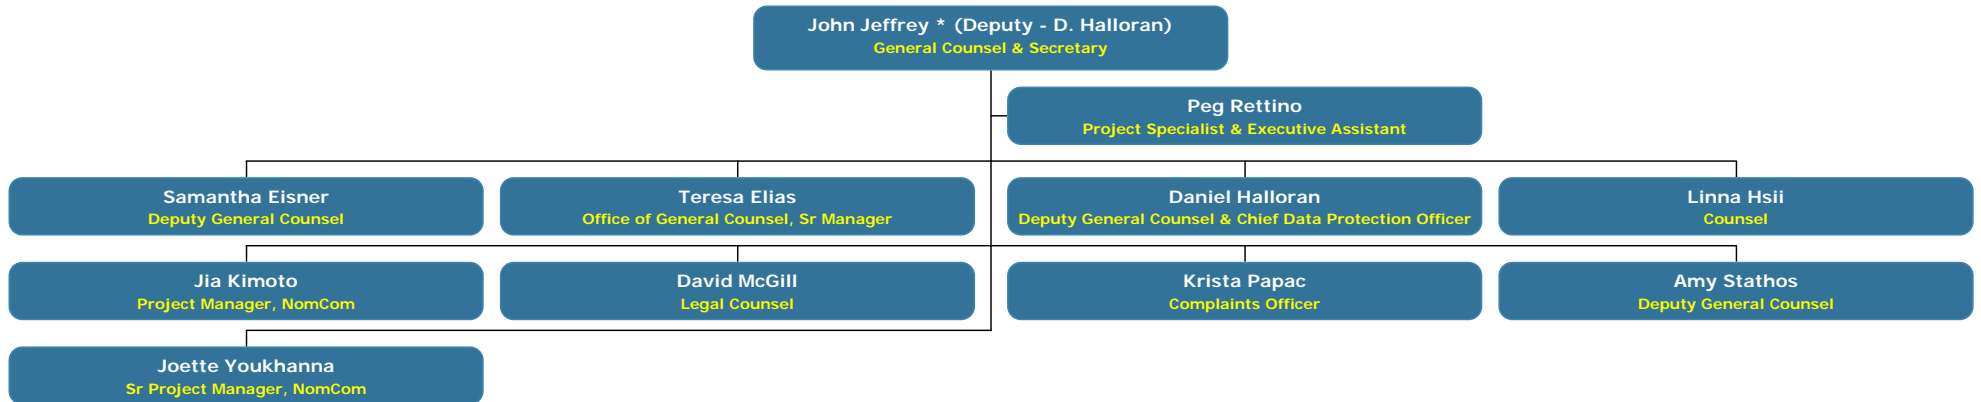 John Jeffrey * (Deputy - D. Halloran)
General Counsel & Secretary
Peg Rettino
Project Specialist & Executive Assistant
Samantha Eisner
Deputy General Counsel
Teresa Elias
Office of General Counsel, Sr Manager
Daniel Halloran
Deputy General Counsel & Chief Data Protection Officer
Linna Hsii
Counsel
Jia Kimoto
Project Manager, NomCom
David McGill
Legal Counsel
Krista Papac
Complaints Officer
Amy Stathos
Deputy General Counsel
Joette Youkhanna
Sr Project Manager, NomCom